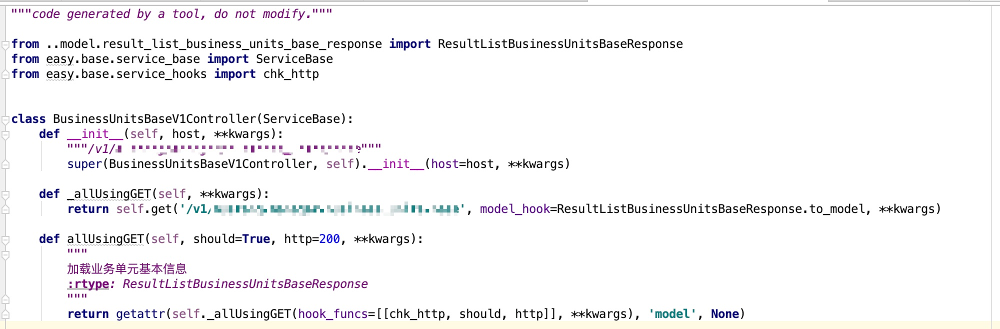 """code generated by a tool, do not modify."""
from ..model.result_list_business_units_base_response import ResultListBusinessUnitsBaseResponse
from easy.base.service_base import ServiceBase
from easy.base.service_hooks import chk_http
class BusinessUnitsBaseV1Controller(ServiceBase):
def __init__(self, host, **kwargs):
"""/v1/ """
super(BusinessUnitsBaseV1Controller, self).__init__(host=host, **kwargs)
def _allUsingGET(self, **kwargs):
return self.get('/v1/ ', model_hook=ResultListBusinessUnitsBaseResponse.to_model, **kwargs)
def allUsingGET(self, should=True, http=200, **kwargs):
"""
加载业务单元基本信息
:rtype: ResultListBusinessUnitsBaseResponse
"""
return getattr(self._allUsingGET(hook_funcs=[[chk_http, should, http]], **kwargs), 'model', None)